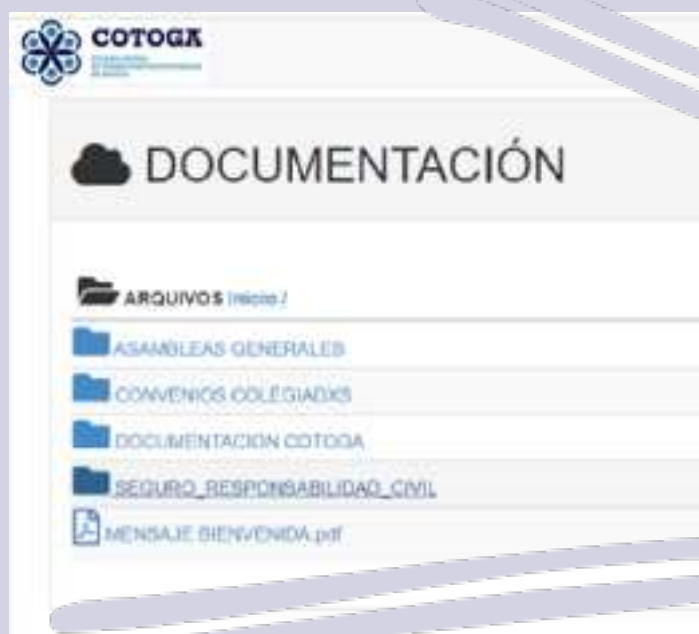 COTOGA
DOCUMENTACIÓN
ARQUIVOS Inicio /
ASAMBLEAS GENERALES
CONVENIOS COLEGIADXS
DOCUMENTACION COTOGA
SEGURO_RESPONSABILIDAD_CIVIL
MENSAJE BIENVENIDA.pdf